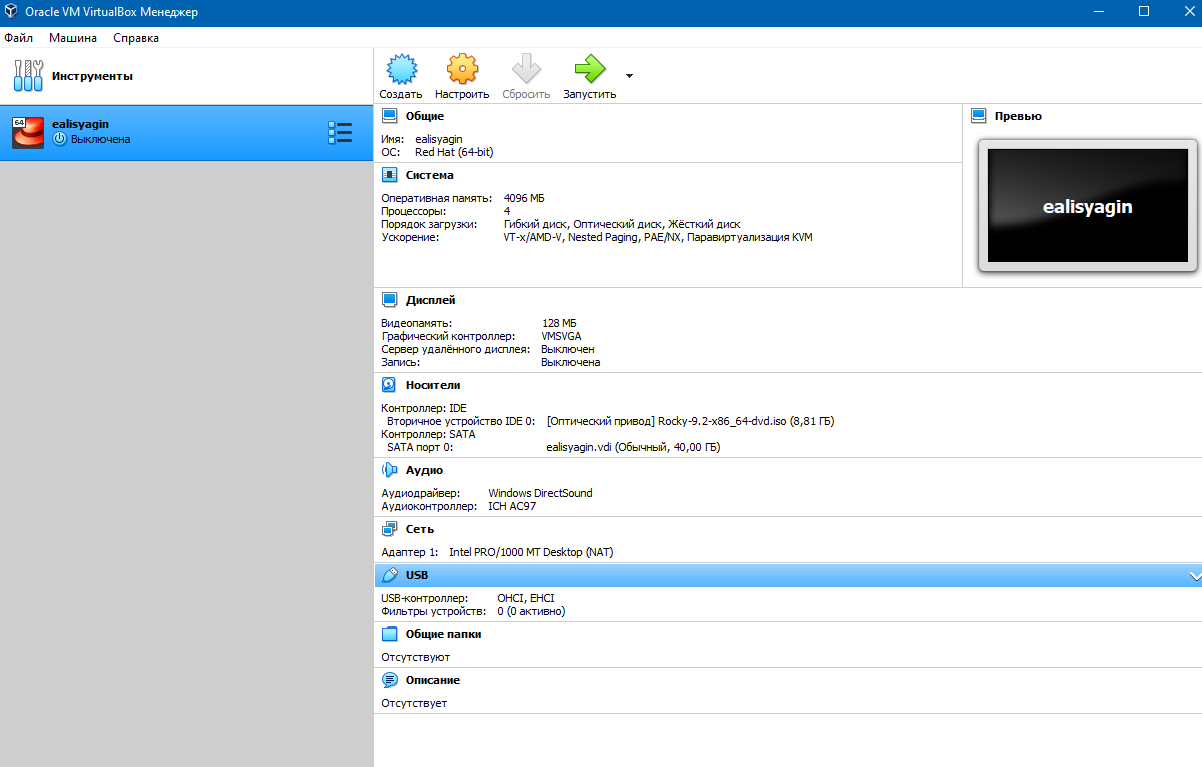 Oracle VM VirtualBox Менеджер
Файл Машина Справка
Инструменты
64
ealisyagin
Выключена
Создать Настроить Сбросить Запустить
Общие
Имя: ealisyagin
ОС: Red Hat (64-bit)
Превью
ealisyagin
Система
Оперативная память: 4096 МБ
Процессоры: 4
Порядок загрузки: Гибкий диск, Оптический диск, Жёсткий диск
Ускорение: VT-x/AMD-V, Nested Paging, PAE/NX, Паравиртуализация KVM
Дисплей
Видеопамять: 128 МБ
Графический контроллер: VMSVGA
Сервер удалённого дисплея: Выключен
Запись: Выключена
Носители
Контроллер: IDE
Вторичное устройство IDE 0: [Оптический привод] Rocky-9.2-x86_64-dvd.iso (8,81 ГБ)
Контроллер: SATA
SATA порт 0: ealisyagin.vdi (Обычный, 40,00 ГБ)
Аудио
Аудиодрайвер: Windows DirectSound
Аудиоконтроллер: ICH AC97
Сеть
Адаптер 1: Intel PRO/1000 MT Desktop (NAT)
USB
USB-контроллер: OHCI, EHCI
Фильтры устройств: 0 (0 активно)
Общие папки
Отсутствуют
Описание
Отсутствует